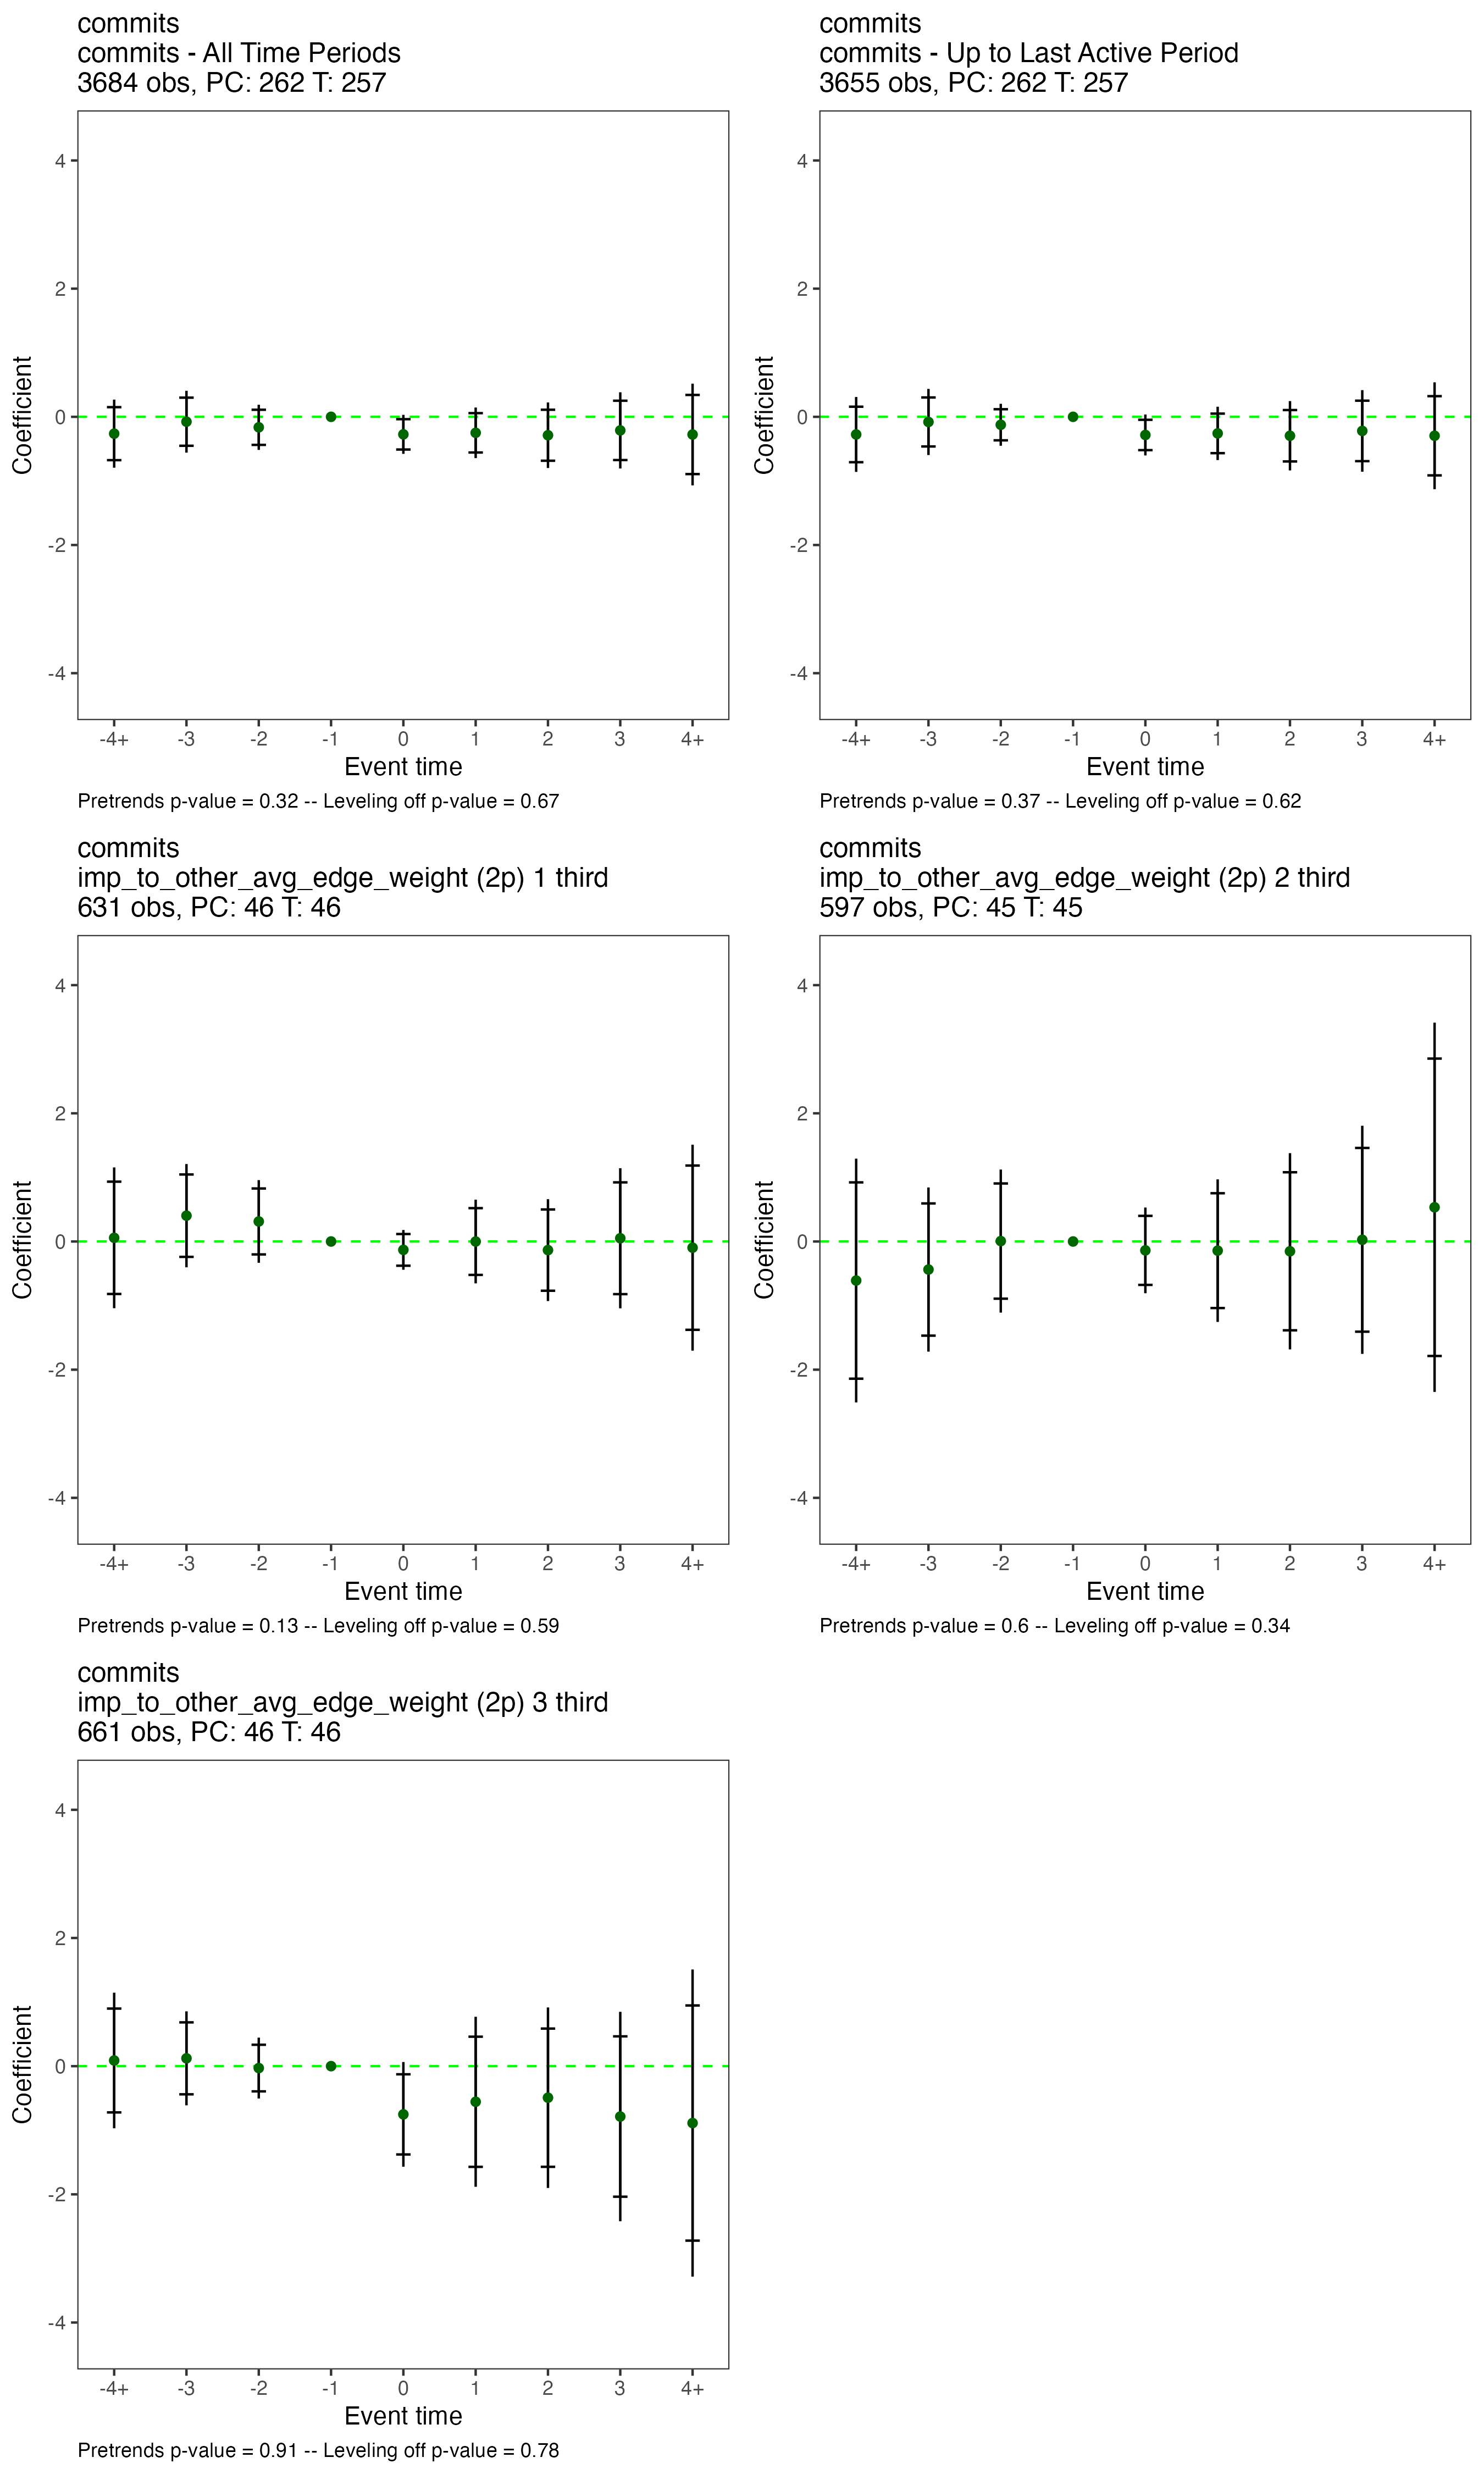 commits
commits - All Time Periods
3684 obs, PC: 262 T: 257
4
2
0
-2
-4
Coefficient
-4+ -3 -2 -1 0 1 2 3 4+
Event time
Pretrends p-value = 0.32 -- Leveling off p-value = 0.67
commits
commits - Up to Last Active Period
3655 obs, PC: 262 T: 257
4
2
0
-2
-4
Coefficient
-4+ -3 -2 -1 0 1 2 3 4+
Event time
Pretrends p-value = 0.37 -- Leveling off p-value = 0.62
commits
imp_to_other_avg_edge_weight (2p) 1 third
631 obs, PC: 46 T: 46
4
2
0
-2
-4
Coefficient
-4+ -3 -2 -1 0 1 2 3 4+
Event time
Pretrends p-value = 0.13 -- Leveling off p-value = 0.59
commits
imp_to_other_avg_edge_weight (2p) 2 third
597 obs, PC: 45 T: 45
4
2
0
-2
-4
Coefficient
-4+ -3 -2 -1 0 1 2 3 4+
Event time
Pretrends p-value = 0.6 -- Leveling off p-value = 0.34
commits
imp_to_other_avg_edge_weight (2p) 3 third
661 obs, PC: 46 T: 46
4
2
0
-2
-4
Coefficient
-4+ -3 -2 -1 0 1 2 3 4+
Event time
Pretrends p-value = 0.91 -- Leveling off p-value = 0.78